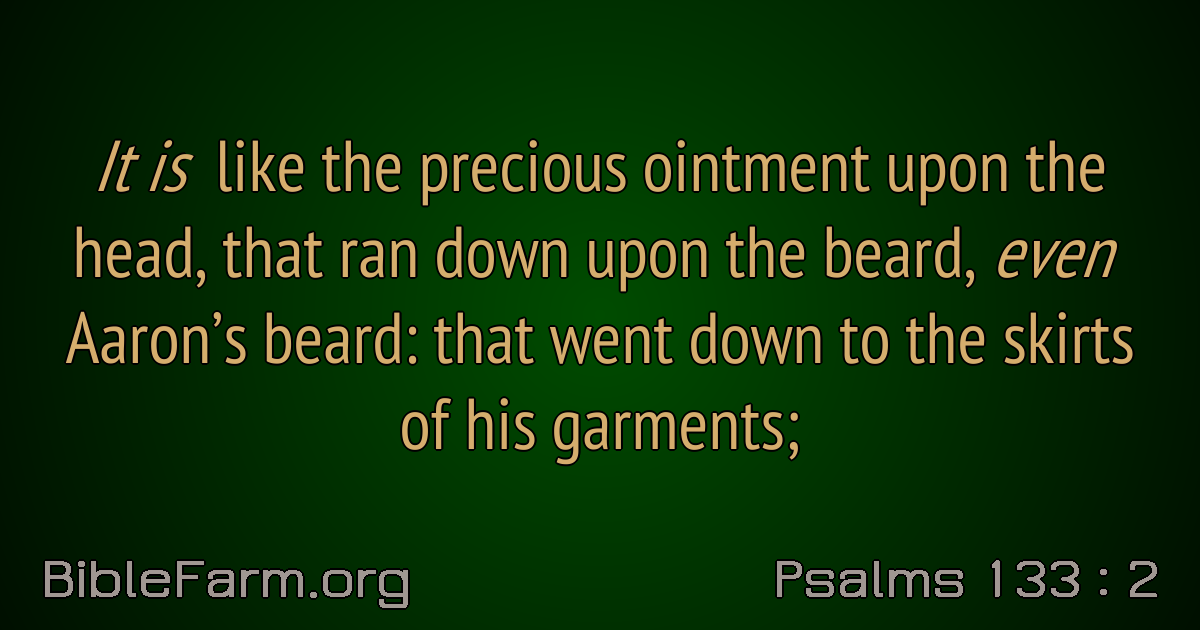 It is like the precious ointment upon the
head, that ran down upon the beard, even
Aaron’s beard: that went down to the skirts
of his garments;
BibleFarm.org
Psalms 133 : 2